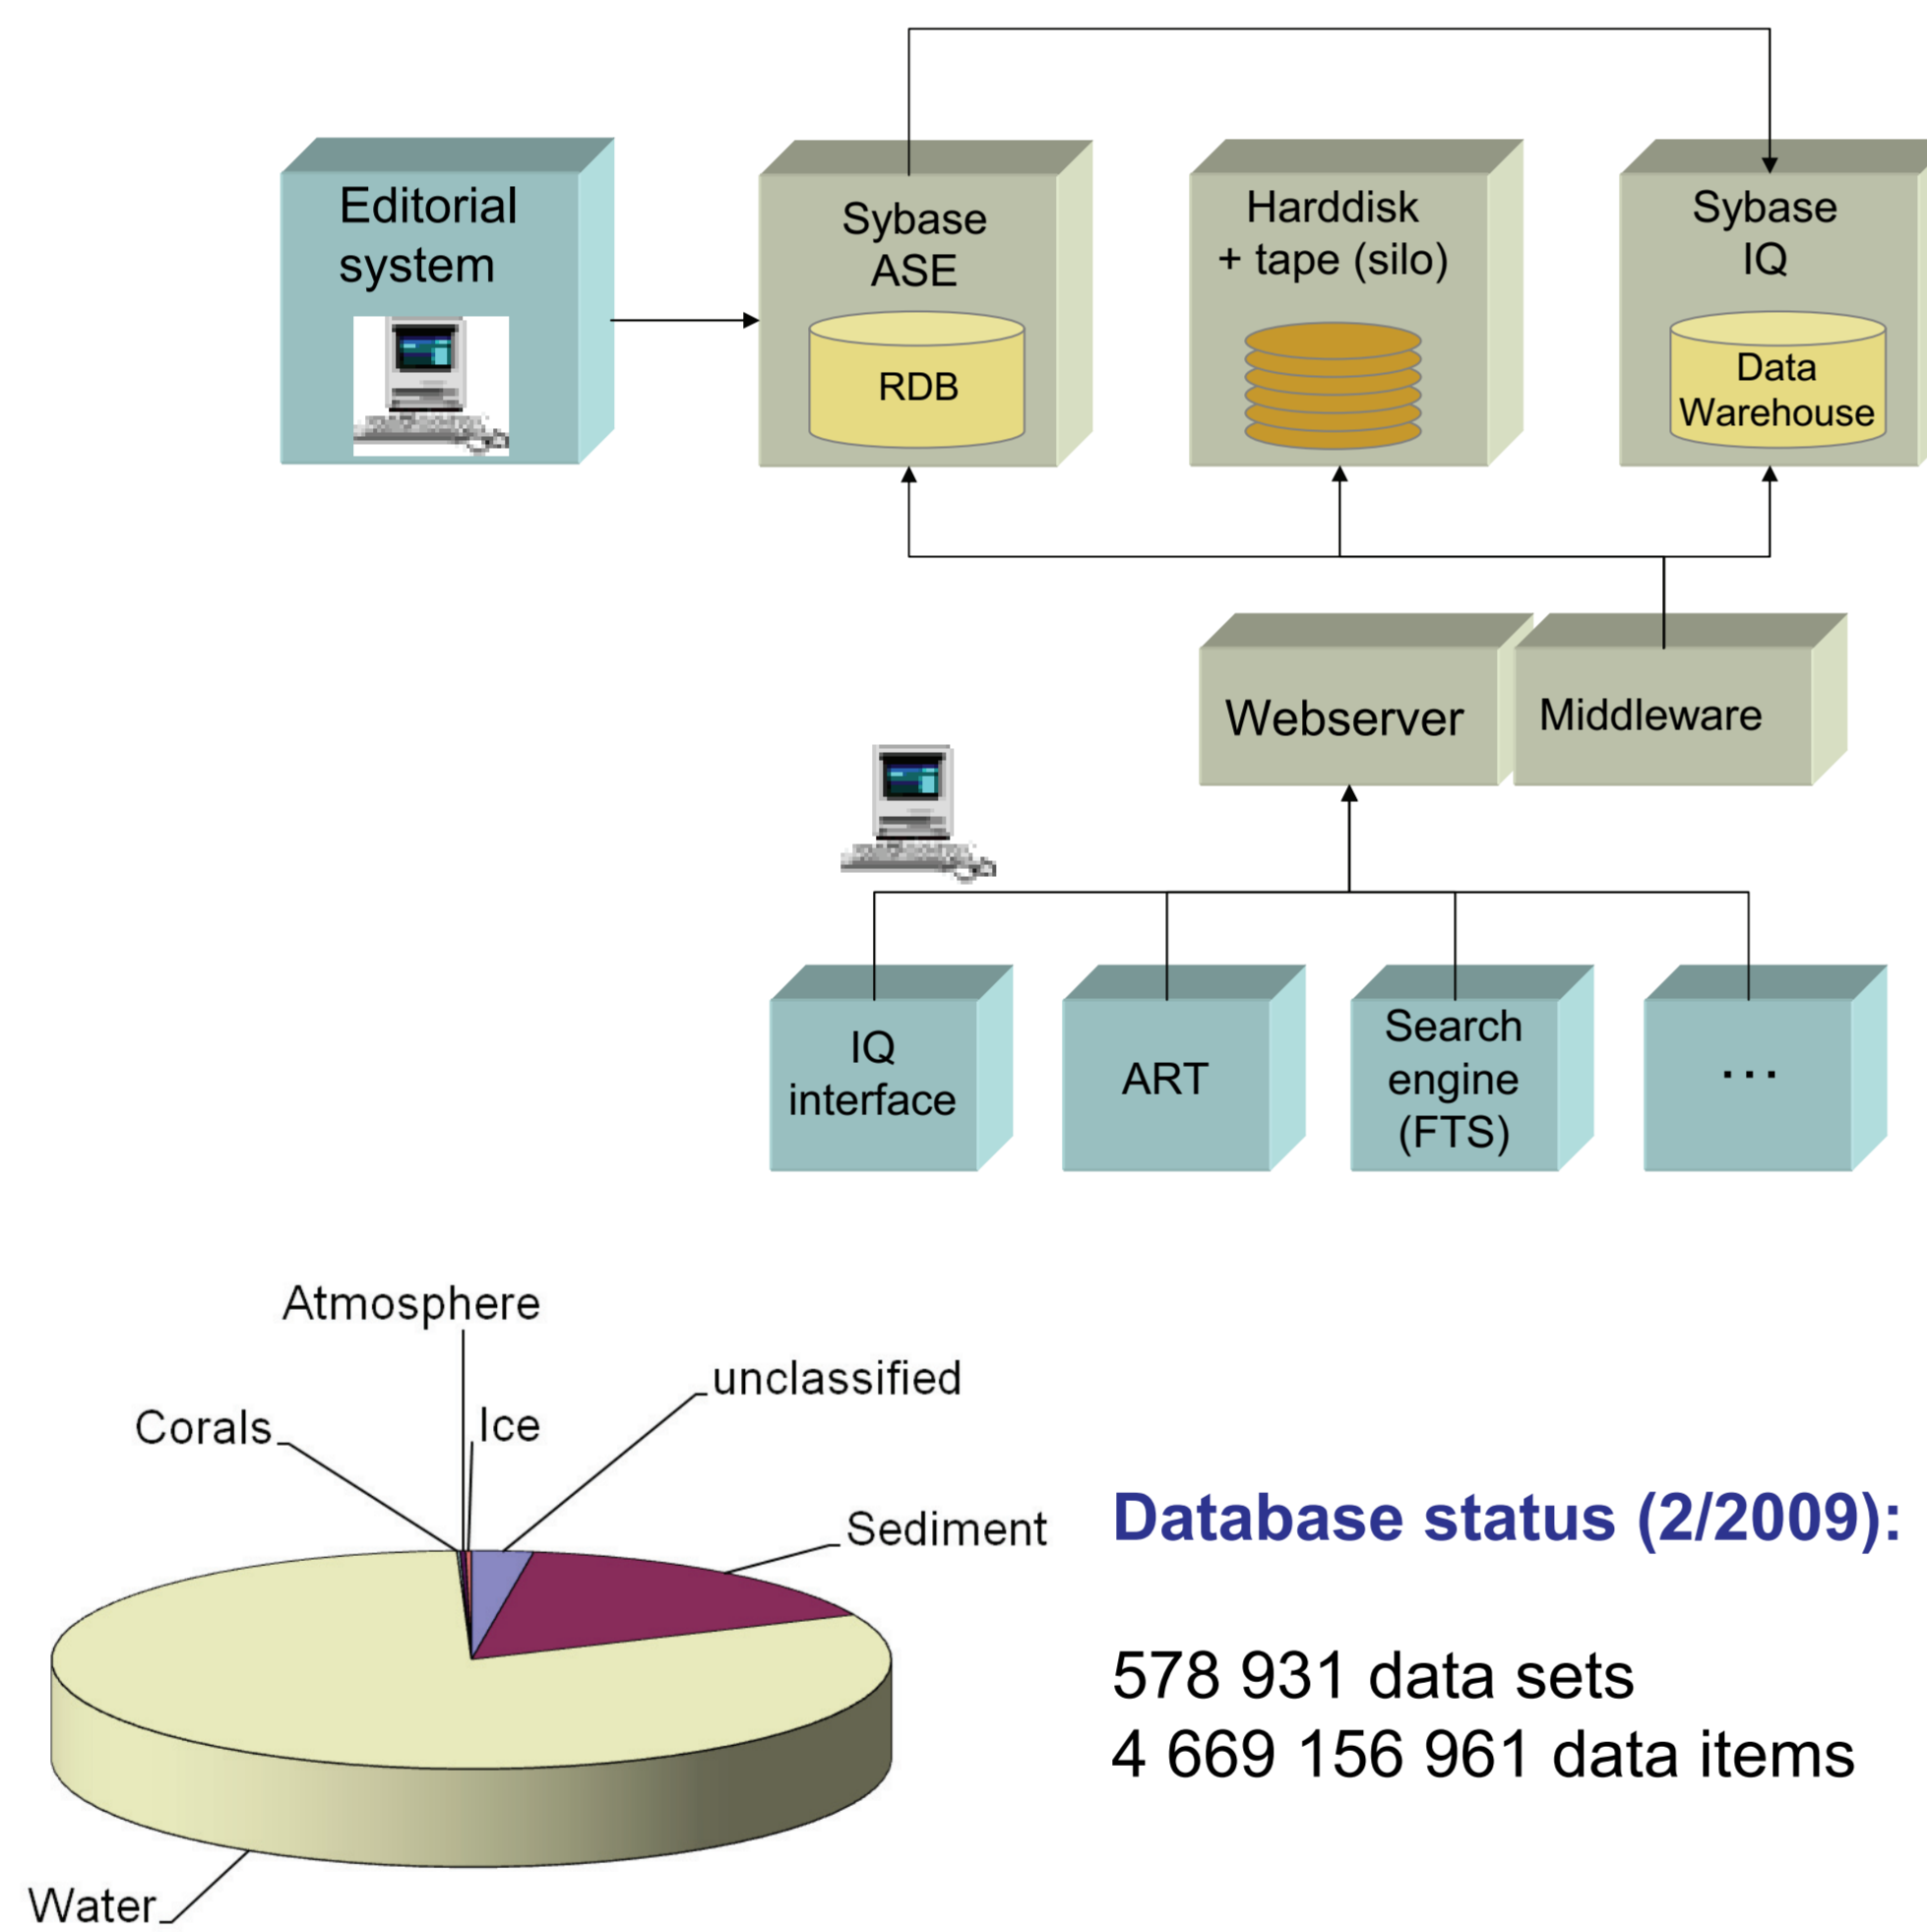 Editorial
system
Sybase
ASE
RDB
Harddisk
+ tape (silo)
Sybase
IQ
Data
Warehouse
Webserver
Middleware
IQ
interface
ART
Search
engine
(FTS)
...
Atmosphere
unclassified
Corals
Ice
Sediment
Water
Database status (2/2009):
578 931 data sets
4 669 156 961 data items